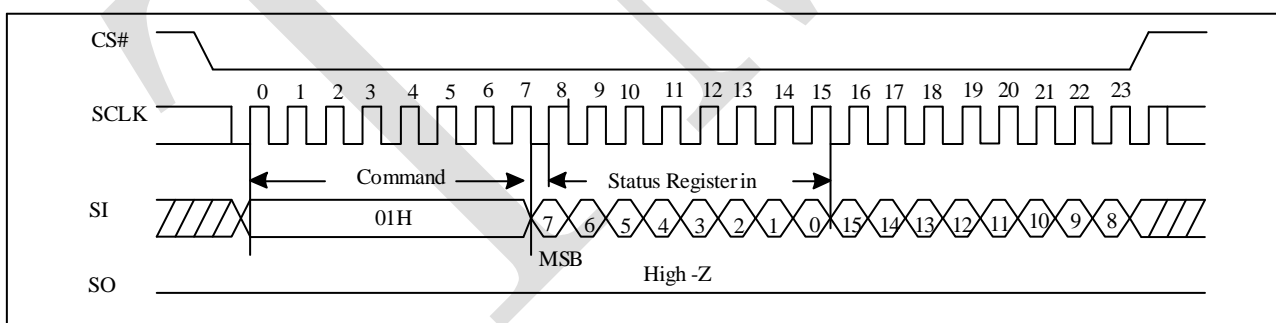 CS#
0 1 2 3 4 5 6 7 8 9 10 11 12 13 14 15 16 17 18 19 20 21 22 23
SCLK
Command Status Register in
SI 01H 7 6 5 4 3 2 1 0 15 14 13 12 11 10 9 8
MSB
High -Z
SO